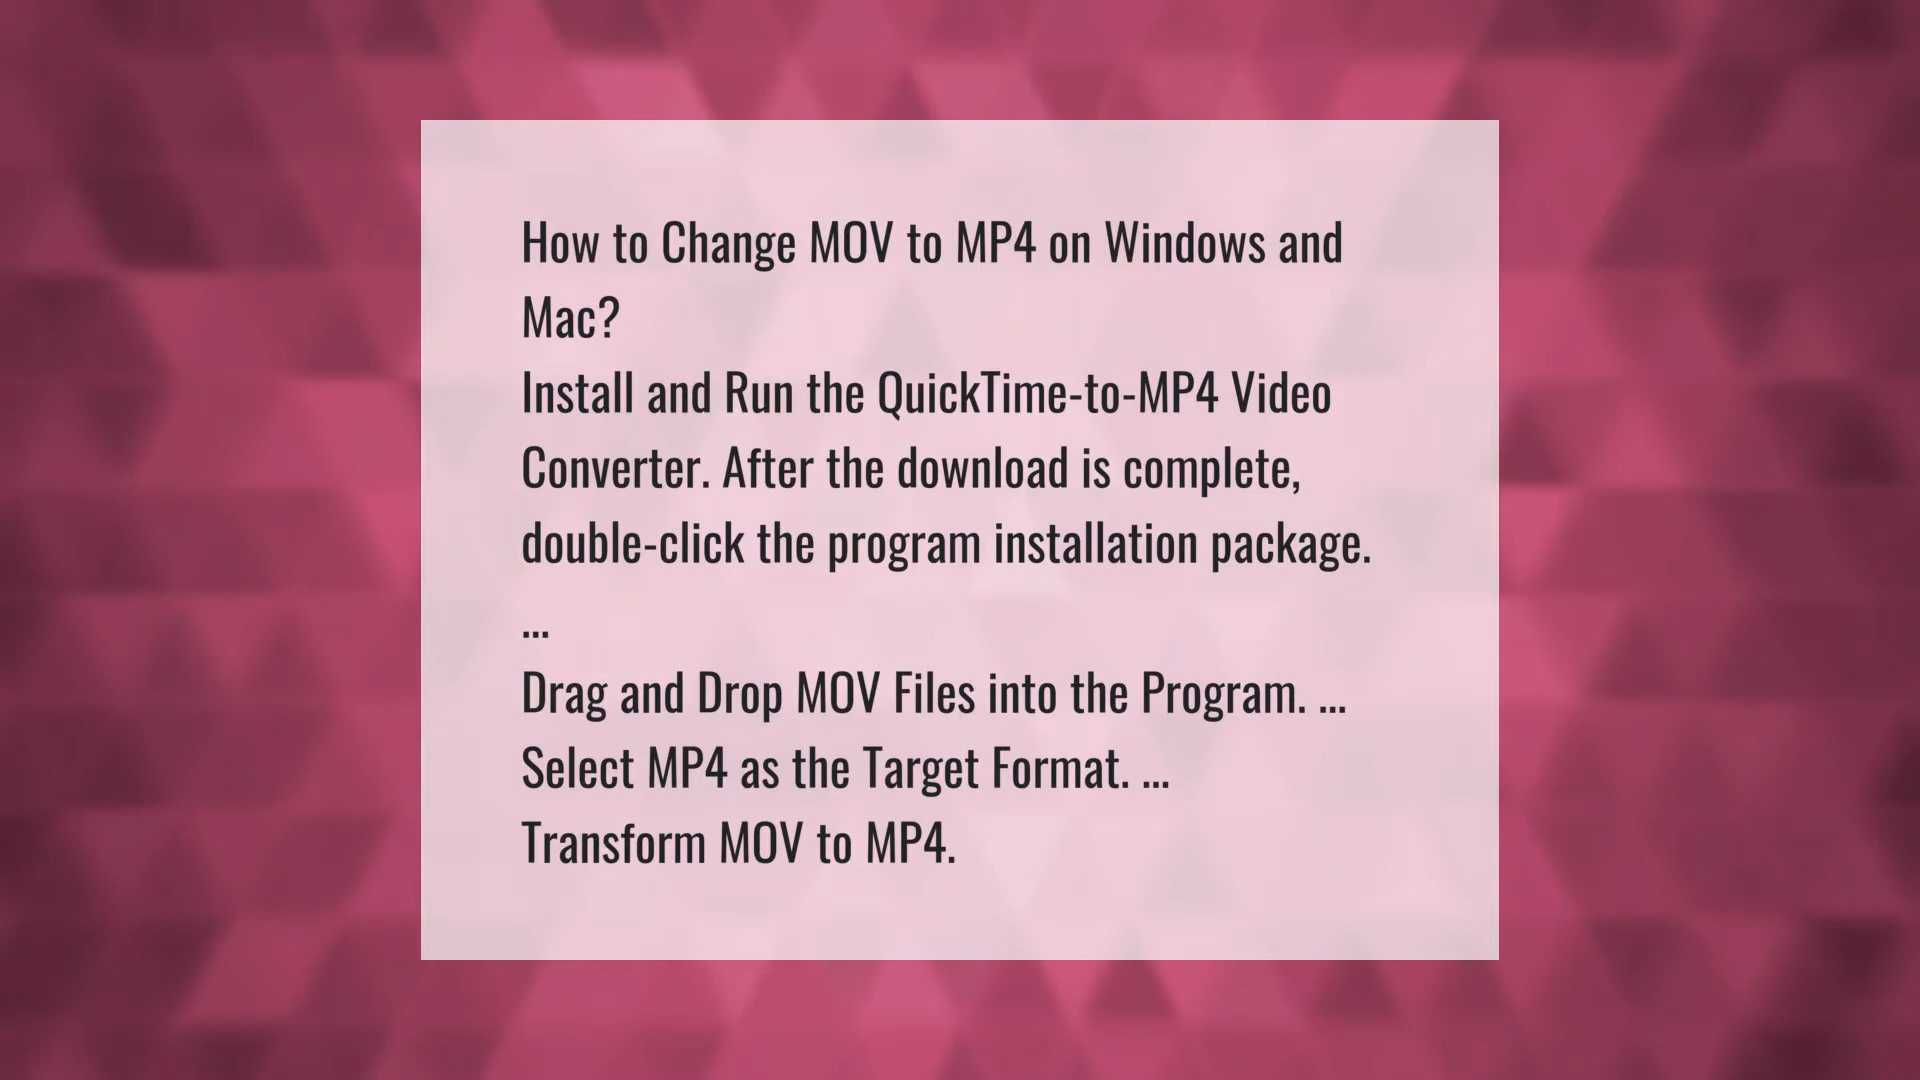 How to Change MOV to MP4 on Windows and
Mac?
Install and Run the QuickTime-to-MP4 Video
Converter. After the download is complete,
double-click the program installation package.
...
Drag and Drop MOV Files into the Program. ...
Select MP4 as the Target Format. ...
Transform MOV to MP4.